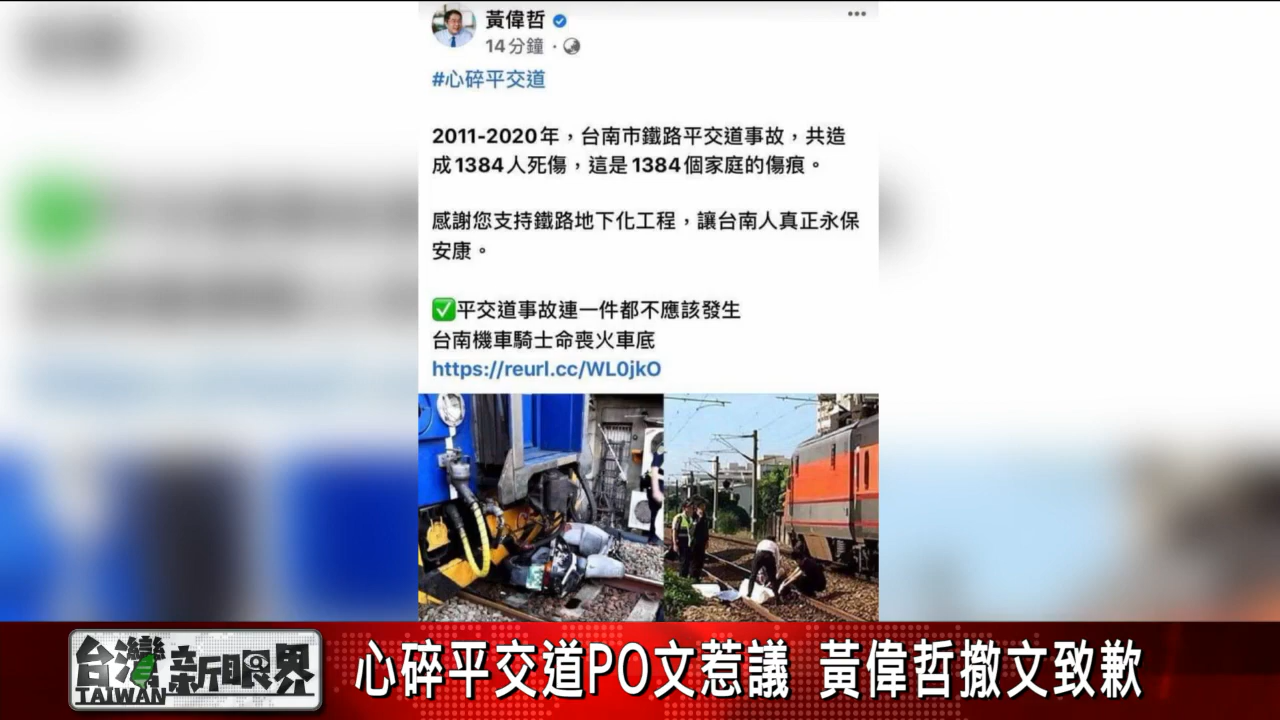 黃偉哲
14分鐘 ·
#心碎平交道
2011-2020年，台南市鐵路平交道事故，共造
成1384人死傷，這是1384個家庭的傷痕。
感謝您支持鐵路地下化工程，讓台南人真正永保
安康。
✅平交道事故連一件都不應該發生
台南機車騎士命喪火車底
https://reurl.cc/WL0jkO
台灣新眼界
TAIWAN
心碎平交道PO文惹議 黃偉哲撤文致歉